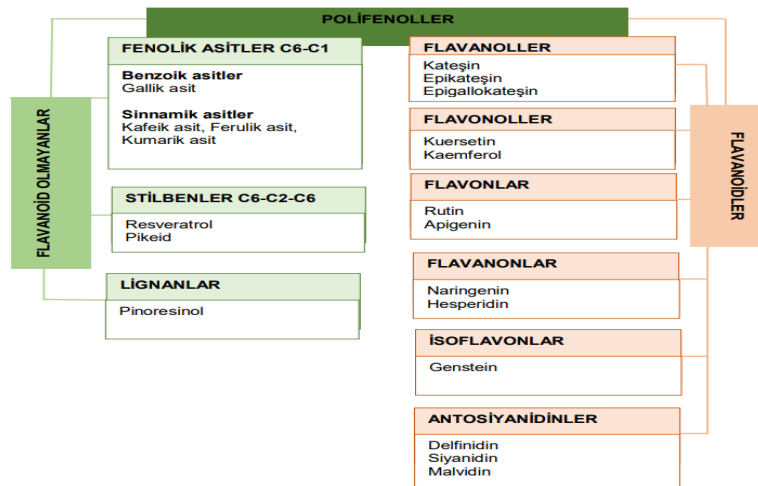 POLİFENOLLER
FLAVANOİD OLMAYANLAR
FENOLİK ASİTLER C6-C1
Benzoik asitler
Gallik asit
Sinnamik asitler
Kafeik asit, Ferulik asit,
Kumarik asit
STİLBENLER C6-C2-C6
Resveratrol
Pikeid
LİGNANLAR
Pinoresinol
FLAVANOİDLER
FLAVANOLLER
Kateşin
Epikateşin
Epigallokateşin
FLAVONOLLER
Kuersetin
Kaemferol
FLAVONLAR
Rutin
Apigenin
FLAVANONLAR
Naringenin
Hesperidin
İSOFLAVONLAR
Genstein
ANTOSİYANİDİNLER
Delfinidin
Siyanidin
Malvidin